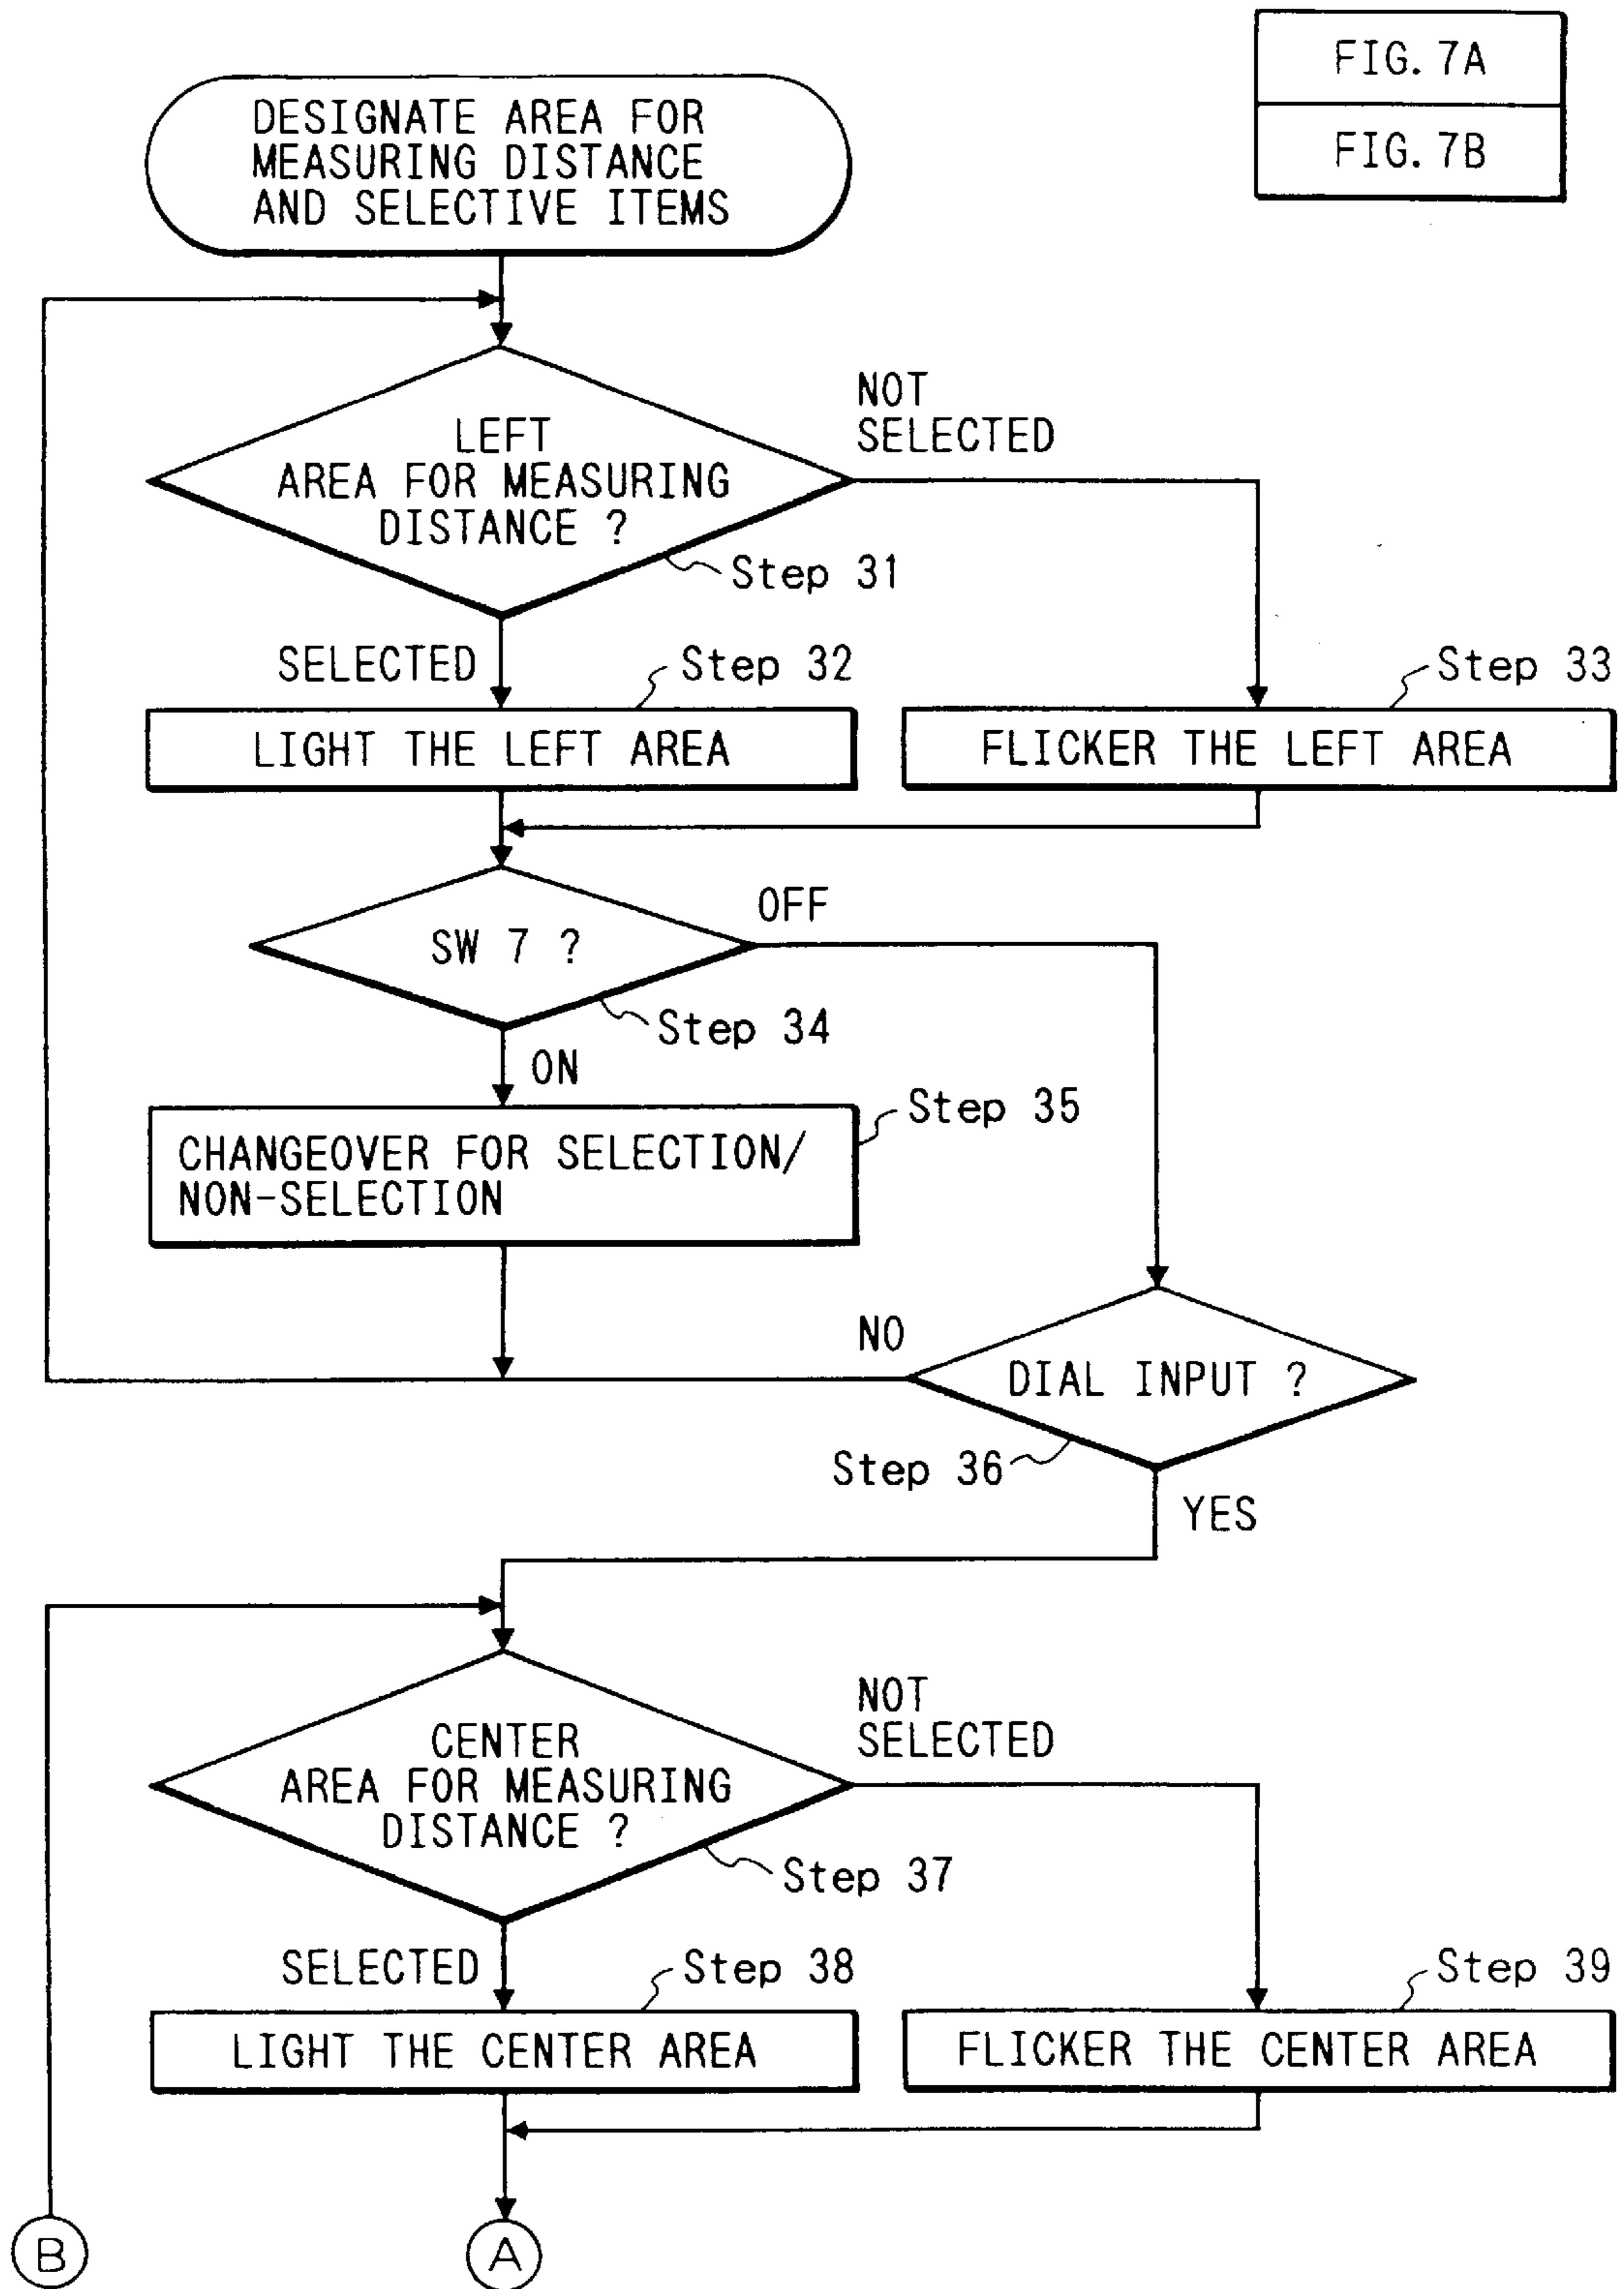 FIG. 7A
FIG. 7B
DESIGNATE AREA FOR
MEASURING DISTANCE
AND SELECTIVE ITEMS
LEFT
AREA FOR MEASURING
DISTANCE ?
NOT
SELECTED
Step 31
SELECTED
Step 32
Step 33
LIGHT THE LEFT AREA
FLICKER THE LEFT AREA
SW 7 ?
OFF
Step 34
ON
Step 35
CHANGEOVER FOR SELECTION/
NON-SELECTION
NO
DIAL INPUT ?
Step 36
YES
CENTER
AREA FOR MEASURING
DISTANCE ?
NOT
SELECTED
Step 37
SELECTED
Step 38
Step 39
LIGHT THE CENTER AREA
FLICKER THE CENTER AREA
B
A